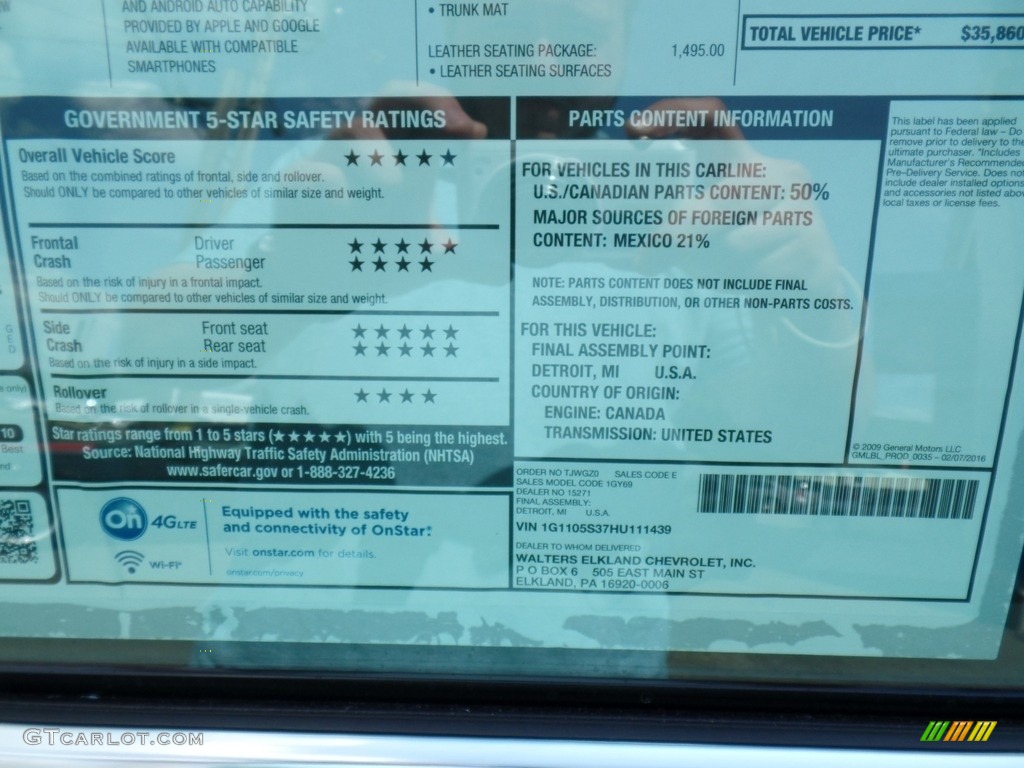 AND ANDROID AUTO CAPABILITY
PROVIDED BY APPLE AND GOOGLE
AVAILABLE WITH COMPATIBLE
SMARTPHONES
• TRUNK MAT
LEATHER SEATING PACKAGE: 1,495.00
• LEATHER SEATING SURFACES
TOTAL VEHICLE PRICE* $35,860
GOVERNMENT 5-STAR SAFETY RATINGS
Overall Vehicle Score ★★★★★
Based on the combined ratings of frontal, side and rollover.
Should ONLY be compared to other vehicles of similar size and weight.
Frontal Driver ★★★★★
Crash Passenger ★★★★
Based on the risk of injury in a frontal impact.
Should ONLY be compared to other vehicles of similar size and weight.
Side Front seat ★★★★★
Crash Rear seat ★★★★★
Based on the risk of injury in a side impact.
Rollover ★★★★
Based on the risk of rollover in a single-vehicle crash.
Star ratings range from 1 to 5 stars (★★★★★) with 5 being the highest.
Source: National Highway Traffic Safety Administration (NHTSA)
www.safercar.gov or 1-888-327-4236
On 4G LTE
Wi-Fi®
Equipped with the safety
and connectivity of OnStar‡
Visit onstar.com for details.
onstar.com/privacy
PARTS CONTENT INFORMATION
FOR VEHICLES IN THIS CARLINE:
U.S./CANADIAN PARTS CONTENT: 50%
MAJOR SOURCES OF FOREIGN PARTS
CONTENT: MEXICO 21%
NOTE: PARTS CONTENT DOES NOT INCLUDE FINAL
ASSEMBLY, DISTRIBUTION, OR OTHER NON-PARTS COSTS.
FOR THIS VEHICLE:
FINAL ASSEMBLY POINT:
DETROIT, MI U.S.A.
COUNTRY OF ORIGIN:
ENGINE: CANADA
TRANSMISSION: UNITED STATES
This label has been applied
pursuant to Federal law – Do
remove prior to delivery to the
ultimate purchaser. *Includes
Manufacturer's Recommended
Pre-Delivery Service. Does not
include dealer installed options
and accessories not listed above
local taxes or license fees.
© 2009 General Motors LLC
GMLBL_PROD_0035 – 02/07/2016
ORDER NO TJWGZ0 SALES CODE E
SALES MODEL CODE 1GY69
DEALER NO 15271
FINAL ASSEMBLY:
DETROIT, MI U.S.A.
VIN 1G1105S37HU111439
DEALER TO WHOM DELIVERED
WALTERS ELKLAND CHEVROLET, INC.
P O BOX 6 505 EAST MAIN ST
ELKLAND, PA 16920-0006
10
Best
GTCARLOT.COM